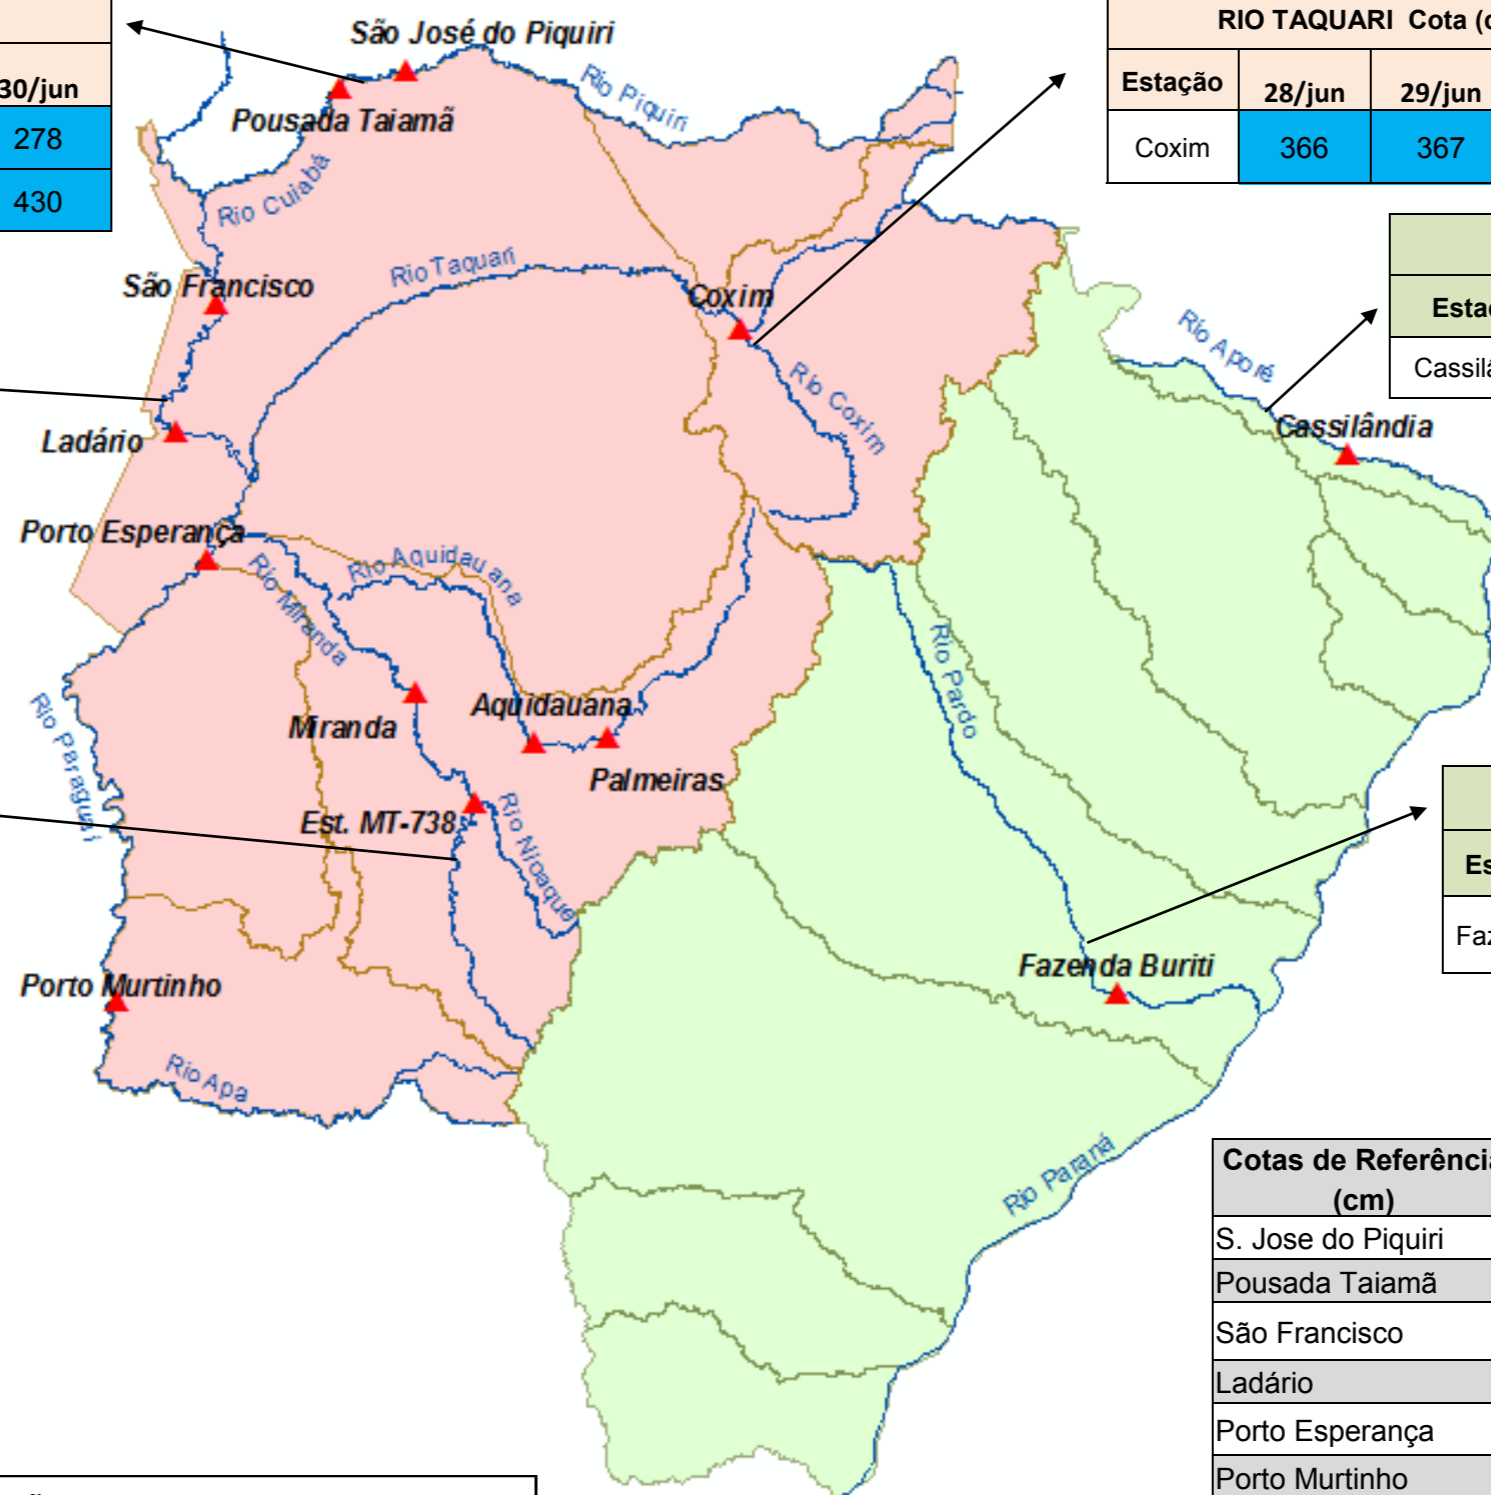 30/jun
278
430
São José do Piquiri
Pousada Taiamã
Rio Piquiri
Rio Cuiabá
São Francisco
Rio Taquari
Coxim
Rio Coxim
Ladário
Porto Esperança
Rio Miranda
Rio Aquidauana
Rio Paraguai
Miranda
Aquidauana
Palmeiras
Est. MT-738
Rio Nioaque
Porto Murtinho
Rio Apa
RIO TAQUARI Cota (c
Estação 28/jun 29/jun
Coxim 366 367
Esta
Cassilâ
Rio Aporé
Cassilândia
Rio Pardo
Es
Faz
Fazenda Buriti
Rio Paraná
Cotas de Referência
(cm)
S. Jose do Piquiri
Pousada Taiamã
São Francisco
Ladário
Porto Esperança
Porto Murtinho